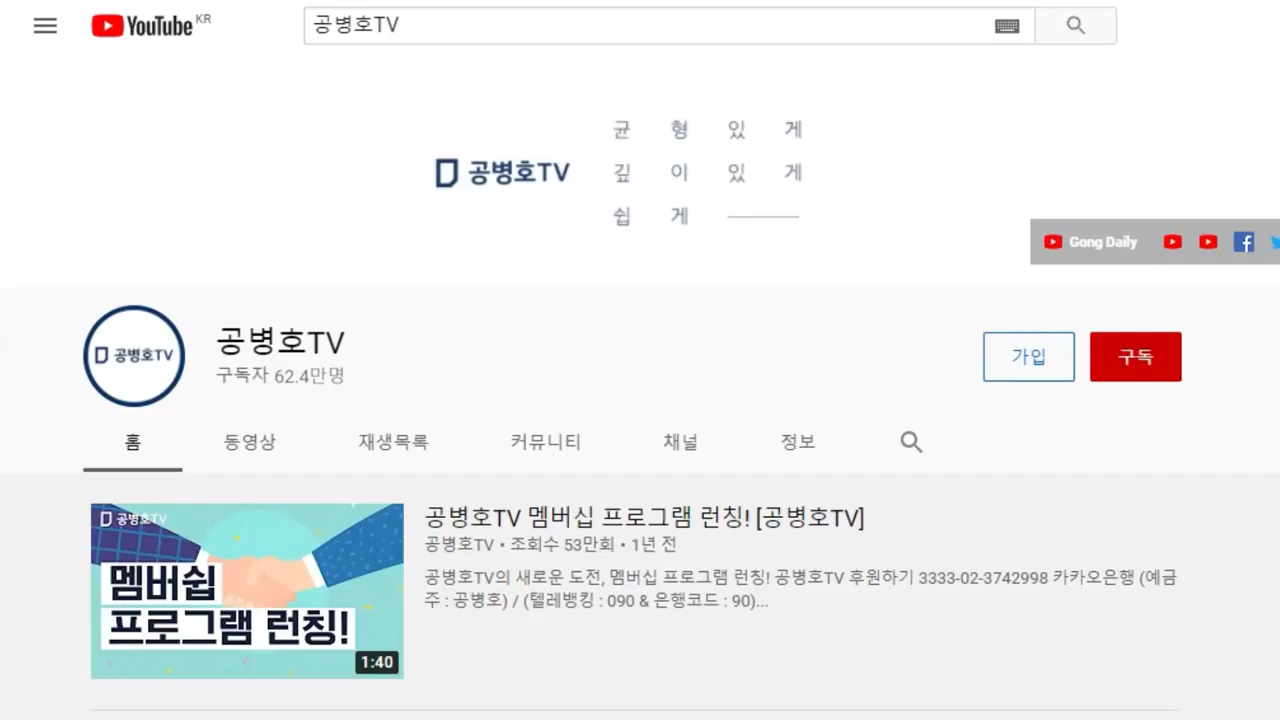 YouTube KR
공병호TV
균 형 있 게
공병호TV
깊 이 있 게
쉽 게
Gong Daily
공병호TV
공병호TV
구독자 62.4만명
가입
구독
홈
동영상
재생목록
커뮤니티
채널
정보
공병호TV
멤버쉽
프로그램 런칭!
1:40
공병호TV 멤버십 프로그램 런칭! [공병호TV]
공병호TV • 조회수 53만회 • 1년 전
공병호TV의 새로운 도전, 멤버십 프로그램 런칭! 공병호TV 후원하기 3333-02-3742998 카카오은행 (예금
주 : 공병호) / (텔레뱅킹 : 090 & 은행코드 : 90)...